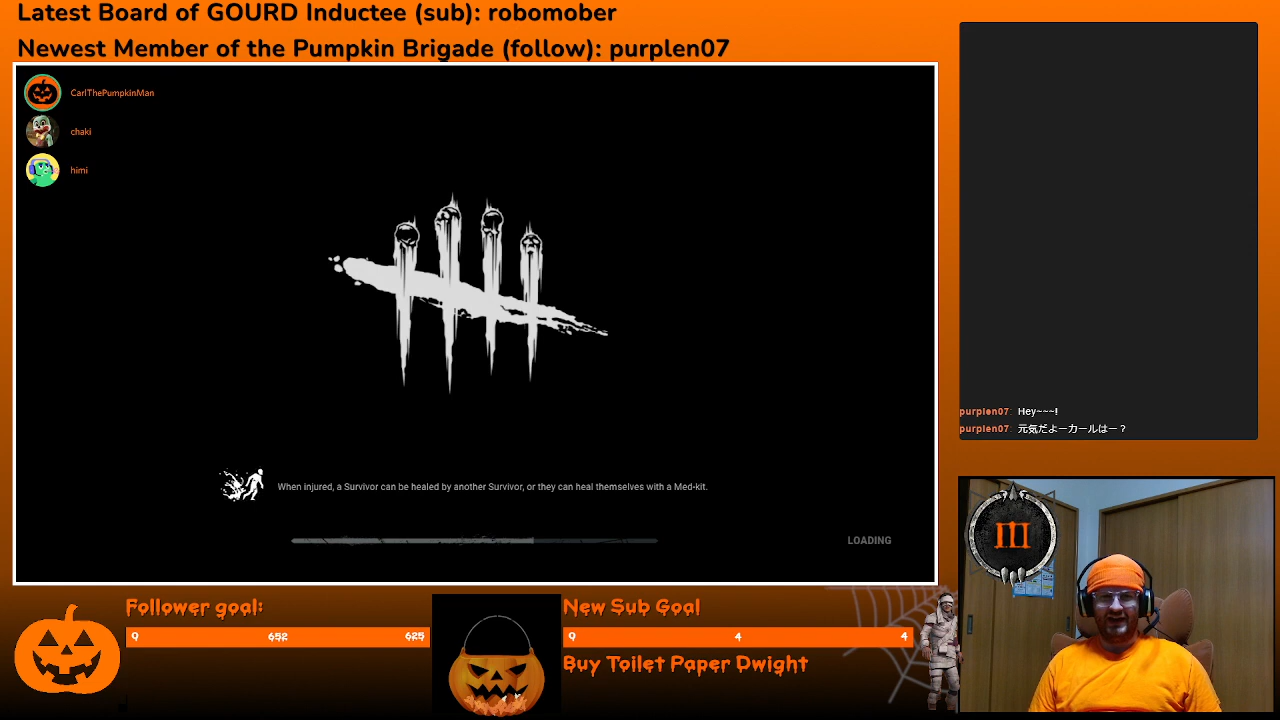 Latest Board of GOURD Inductee (sub): robomober
Newest Member of the Pumpkin Brigade (follow): purplen07
CarlThePumpkinMan
chaki
himi
When injured, a Survivor can be healed by another Survivor, or they can heal themselves with a Med-kit.
LOADING
purplen07: Hey~~~!
purplen07: 元気だよーカールはー？
III
Follower goal:
0 652 625
New Sub Goal
0 4 4
Buy Toilet Paper Dwight